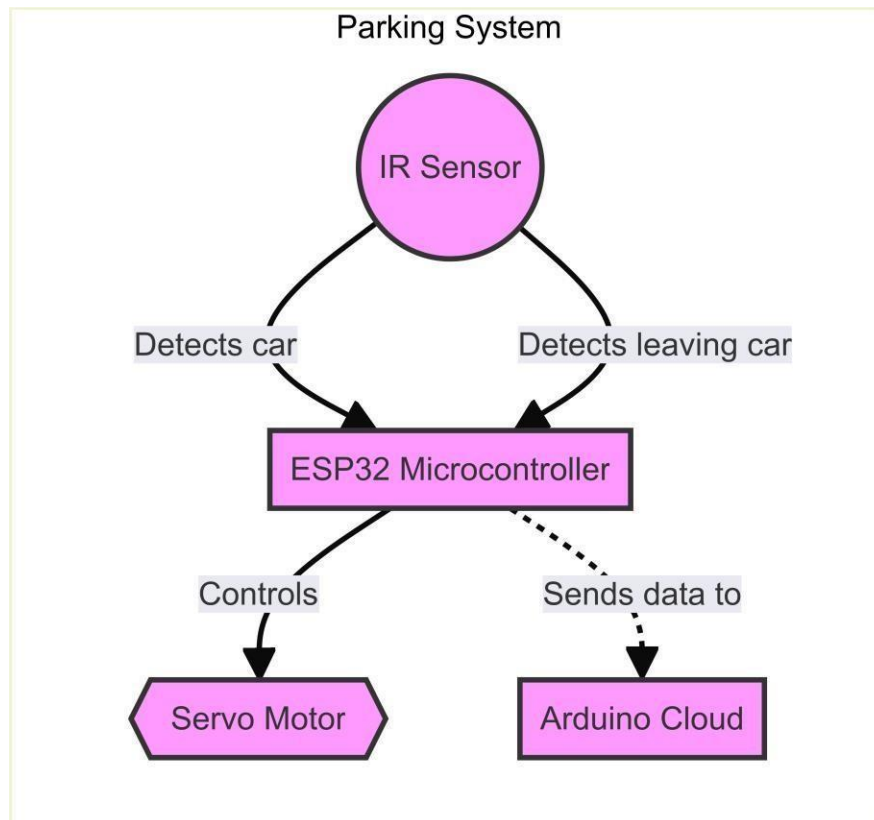 Parking System
IR Sensor
Detects car
Detects leaving car
ESP32 Microcontroller
Controls
Sends data to
Servo Motor
Arduino Cloud